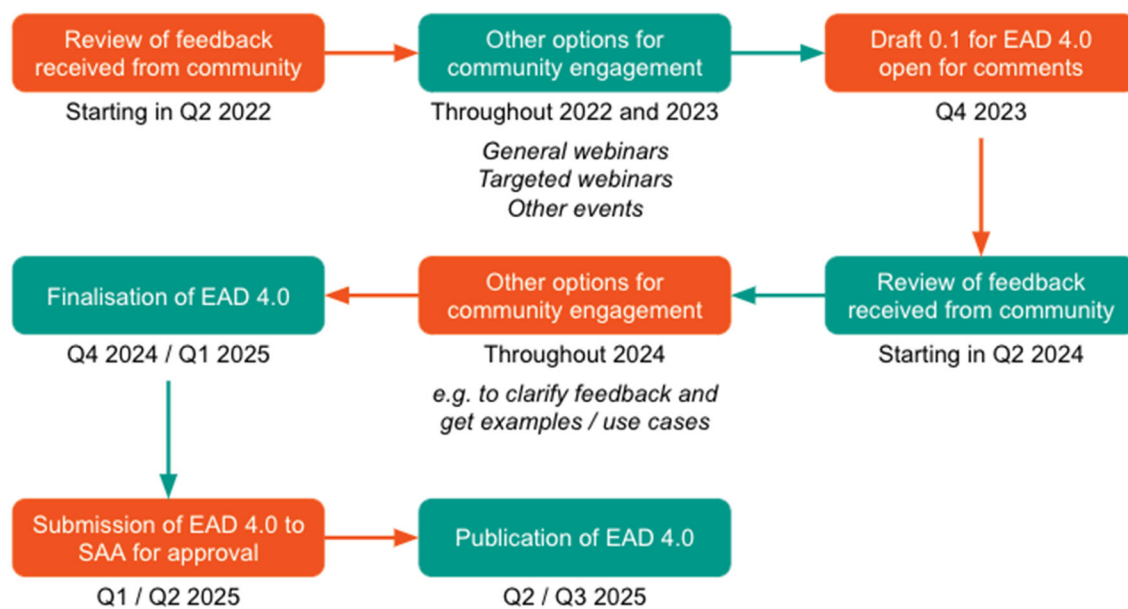 Review of feedback
received from community
Starting in Q2 2022
Other options for
community engagement
Throughout 2022 and 2023
General webinars
Targeted webinars
Other events
Draft 0.1 for EAD 4.0
open for comments
Q4 2023
Review of feedback
received from community
Starting in Q2 2024
Other options for
community engagement
Throughout 2024
e.g. to clarify feedback and
get examples / use cases
Finalisation of EAD 4.0
Q4 2024 / Q1 2025
Submission of EAD 4.0 to
SAA for approval
Q1 / Q2 2025
Publication of EAD 4.0
Q2 / Q3 2025